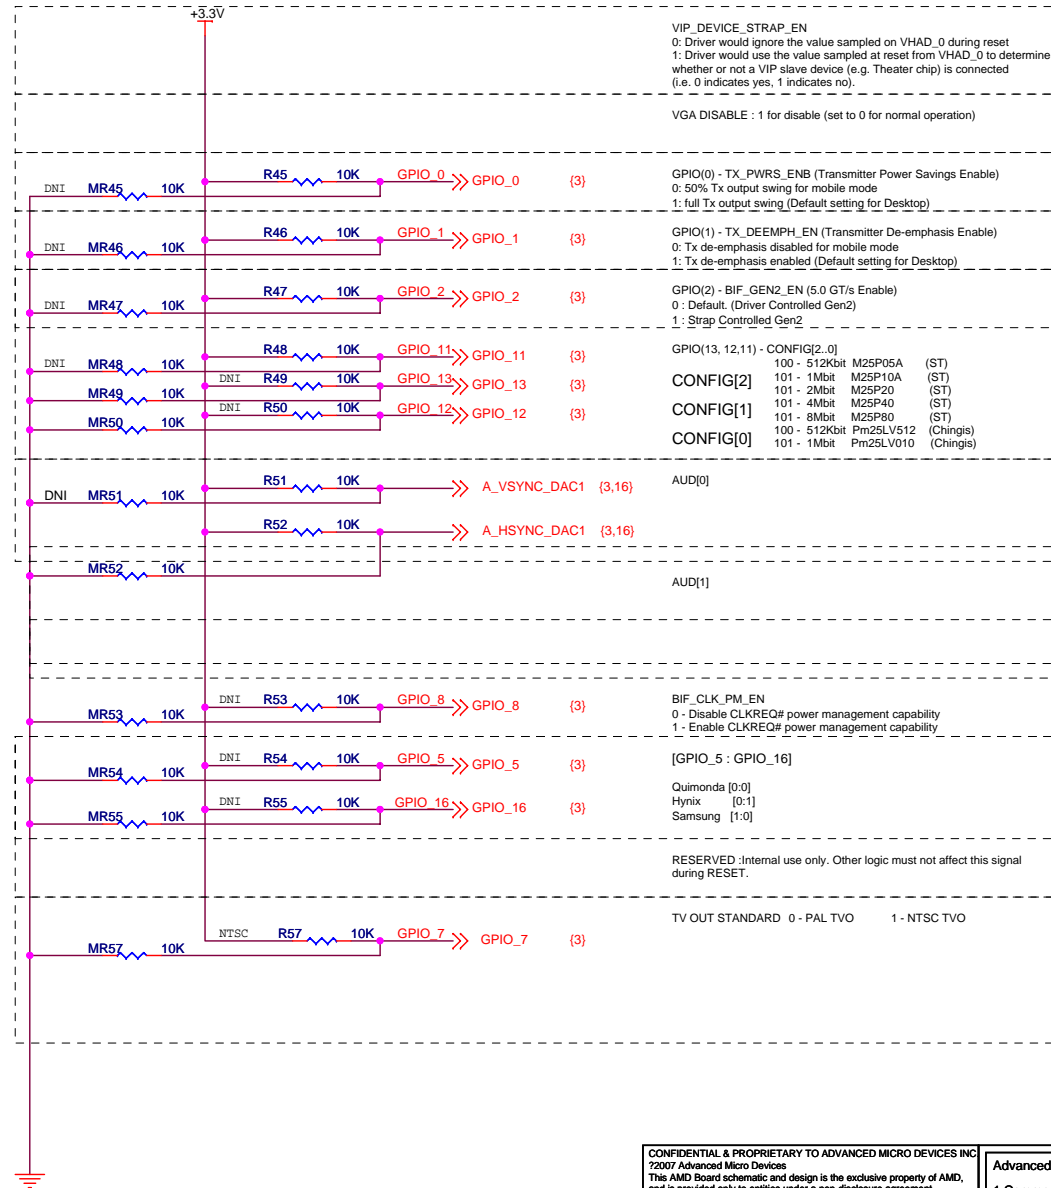 +3.3V
VIP_DEVICE_STRAP_EN
0: Driver would ignore the value sampled on VHAD_0 during reset
1: Driver would use the value sampled at reset from VHAD_0 to determine
whether or not a VIP slave device (e.g. Theater chip) is connected
(i.e. 0 indicates yes, 1 indicates no).
VGA DISABLE : 1 for disable (set to 0 for normal operation)
DNI MR45 10K R45 10K GPIO_0 GPIO_0 {3}
GPIO(0) - TX_PWRS_ENB (Transmitter Power Savings Enable)
0: 50% Tx output swing for mobile mode
1: full Tx output swing (Default setting for Desktop)
DNI MR46 10K R46 10K GPIO_1 GPIO_1 {3}
GPIO(1) - TX_DEEMPH_EN (Transmitter De-emphasis Enable)
0: Tx de-emphasis disabled for mobile mode
1: Tx de-emphasis enabled (Default setting for Desktop)
DNI MR47 10K R47 10K GPIO_2 GPIO_2 {3}
GPIO(2) - BIF_GEN2_EN (5.0 GT/s Enable)
0 : Default. (Driver Controlled Gen2)
1 : Strap Controlled Gen2
DNI MR48 10K R48 10K GPIO_11 GPIO_11 {3}
MR49 10K DNI R49 10K GPIO_13 GPIO_13 {3}
MR50 10K DNI R50 10K GPIO_12 GPIO_12 {3}
GPIO(13, 12,11) - CONFIG[2..0]
100 - 512Kbit M25P05A (ST)
CONFIG[2] 101 - 1Mbit M25P10A (ST)
101 - 2Mbit M25P20 (ST)
CONFIG[1] 101 - 4Mbit M25P40 (ST)
101 - 8Mbit M25P80 (ST)
100 - 512Kbit Pm25LV512 (Chingis)
CONFIG[0] 101 - 1Mbit Pm25LV010 (Chingis)
DNI MR51 10K R51 10K A_VSYNC_DAC1 {3,16}
AUD[0]
R52 10K A_HSYNC_DAC1 {3,16}
MR52 10K
AUD[1]
MR53 10K DNI R53 10K GPIO_8 GPIO_8 {3}
BIF_CLK_PM_EN
0 - Disable CLKREQ# power management capability
1 - Enable CLKREQ# power management capability
MR54 10K DNI R54 10K GPIO_5 GPIO_5 {3}
[GPIO_5 : GPIO_16]
Quimonda [0:0]
Hynix [0:1]
Samsung [1:0]
MR55 10K DNI R55 10K GPIO_16 GPIO_16 {3}
RESERVED :Internal use only. Other logic must not affect this signal
during RESET.
TV OUT STANDARD 0 - PAL TVO 1 - NTSC TVO
MR57 10K NTSC R57 10K GPIO_7 GPIO_7 {3}
CONFIDENTIAL & PROPRIETARY TO ADVANCED MICRO DEVICES INC
?2007 Advanced Micro Devices
This AMD Board schematic and design is the exclusive property of AMD,
Advanced